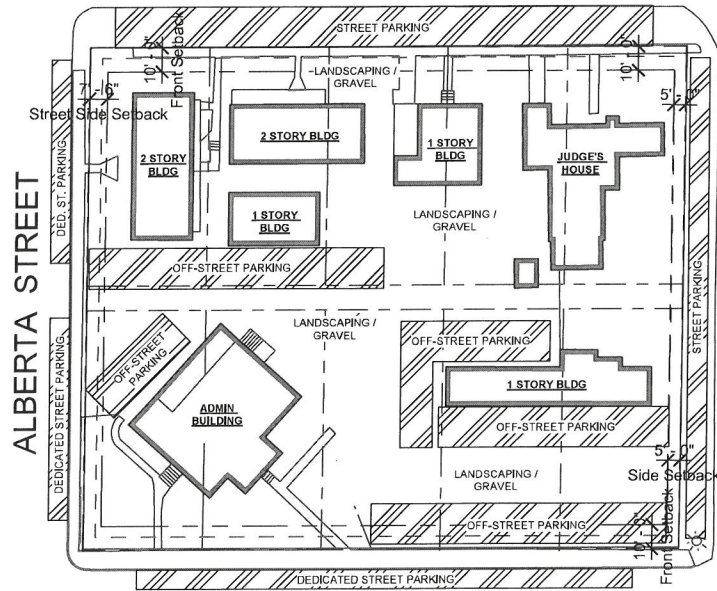 STREET PARKING
10' - 0"
Front Setback
10' - 0"
LANDSCAPING /
GRAVEL
7' - 6"
Street Side Setback
5' - 0"
2 STORY
BLDG
2 STORY BLDG
1 STORY
BLDG
JUDGE'S
HOUSE
DED. ST. PARKING
1 STORY
BLDG
LANDSCAPING /
GRAVEL
OFF-STREET PARKING
STREET PARKING
ALBERTA STREET
LANDSCAPING /
GRAVEL
OFF-STREET
PARKING
OFF-STREET PARKING
DEDICATED STREET PARKING
ADMIN
BUILDING
1 STORY BLDG
OFF-STREET PARKING
5' - 0"
Side Setback
LANDSCAPING /
GRAVEL
OFF-STREET PARKING
10' - 0"
Front Setback
DEDICATED STREET PARKING